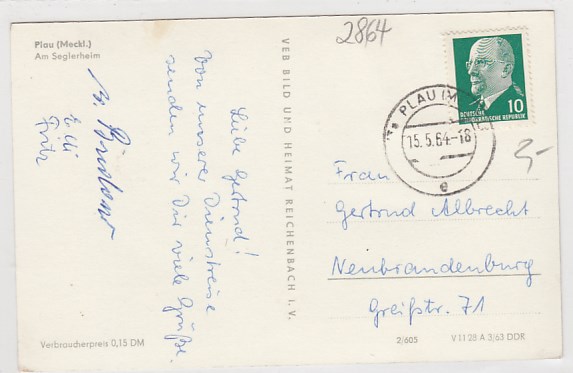 Plau (Meckl.)
Am Seglerheim
Liebe Gertrud!
Von unserer Dienstreise
senden wir Dir viele Grüße.
Elli
Fritz
VEB BILD UND HEIMAT REICHENBACH I. V.
2864
10
DEUTSCHE
DEMOKRATISCHE REPUBLIK
PLAU (M
15.5.64.-18
e
Frau
Gertrud Albrecht
Neubrandenburg
Greifstr. 71
Verbraucherpreis 0,15 DM
2/605
V 11 28 A 3/63 DDR